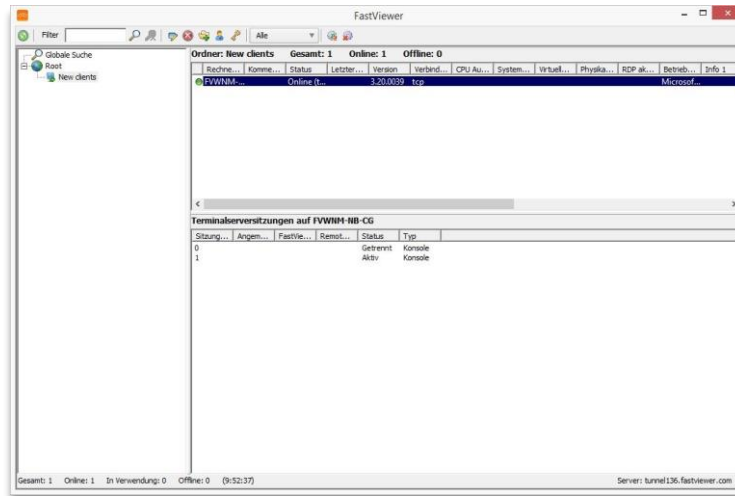 FastViewer
Filter Alle
Globale Suche
Root
New clients
Ordner: New clients Gesamt: 1 Online: 1 Offline: 0
Rechne... Komme... Status Letzter... Version Verbind... CPU Au... System... Virtuell... Physika... RDP ak... Betrieb... Info 1
FVWNM-... Online (t... 3.20.0039 tcp Microsof...
Terminalserversitzungen auf FVWNM-NB-CG
Sitzung... Angem... FastVie... Remot... Status Typ
0 Getrennt Konsole
1 Aktiv Konsole
Gesamt: 1 Online: 1 In Verwendung: 0 Offline: 0 (9:52:37) Server: tunnel136.fastviewer.com